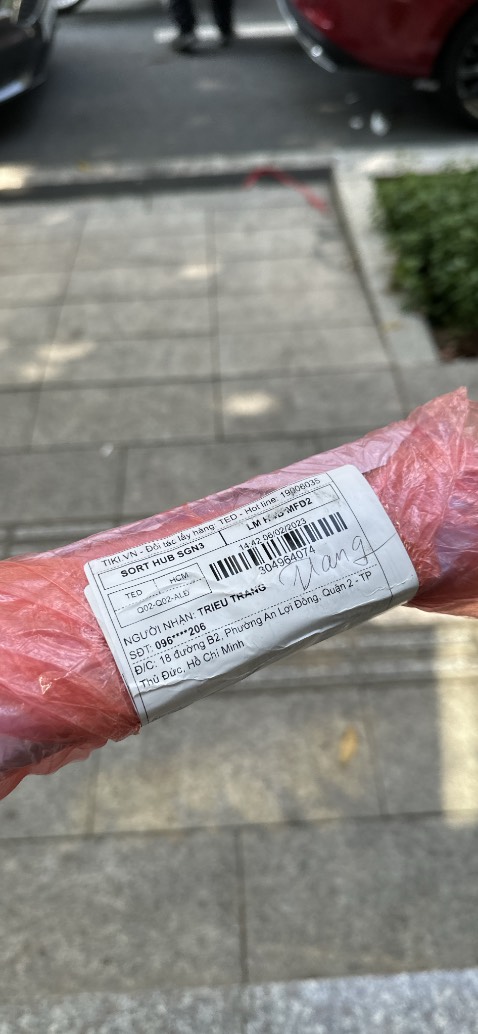 TIKI.VN - Đối tác lấy hàng TED - Hot line: 19006035
SORT HUB SGN3
LM MFD2
TED HCM
14:42 06/02/2023
Q02-Q02-ALĐ
304964074
Trang
NGƯỜI NHẬN: TRIEU TRANG
SĐT: 096****206
Đ/C: 18 đường B2, Phường An Lợi Đông, Quận 2 - TP
Thủ Đức, Hồ Chí Minh